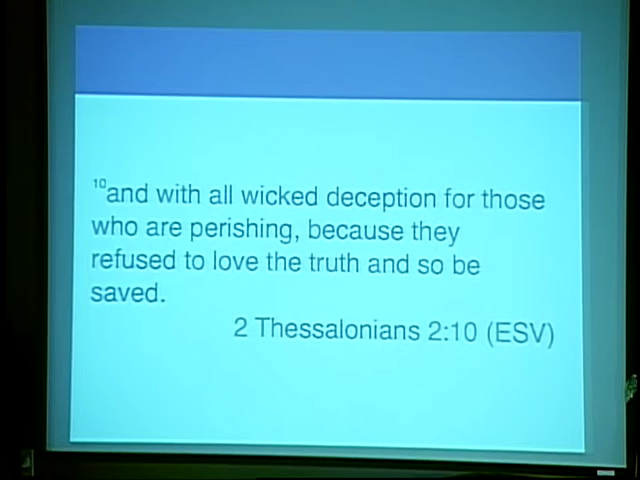 10and with all wicked deception for those
who are perishing, because they
refused to love the truth and so be
saved.
2 Thessalonians 2:10 (ESV)